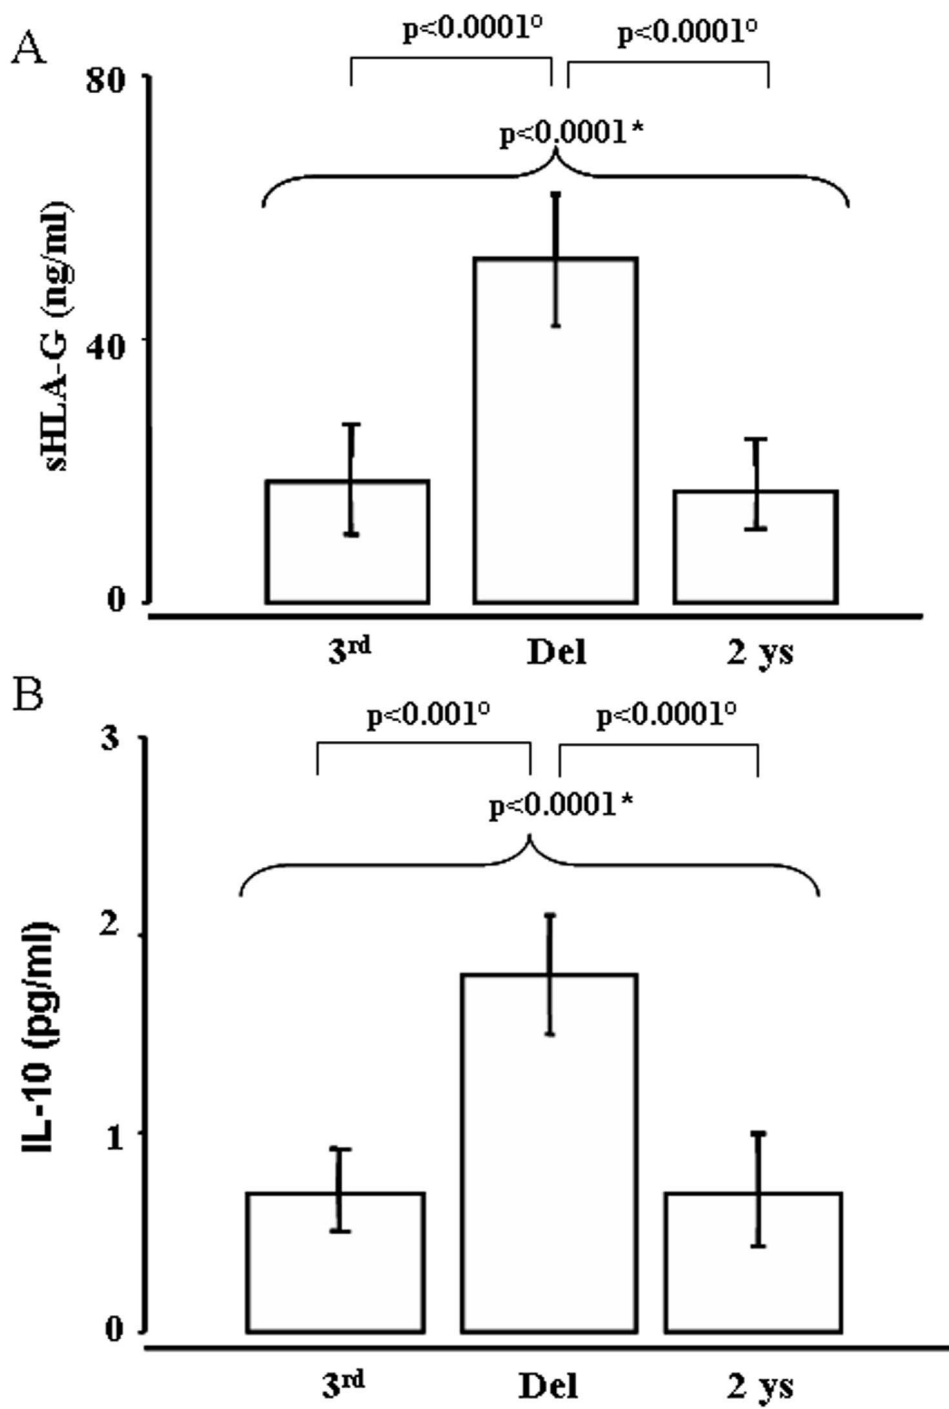 A
p<0.0001° p<0.0001°
80
p<0.0001*
sHLA-G (ng/ml)
40
0
3rd Del 2 ys
B
p<0.001° p<0.0001°
3
p<0.0001*
2
IL-10 (pg/ml)
1
0
3rd Del 2 ys